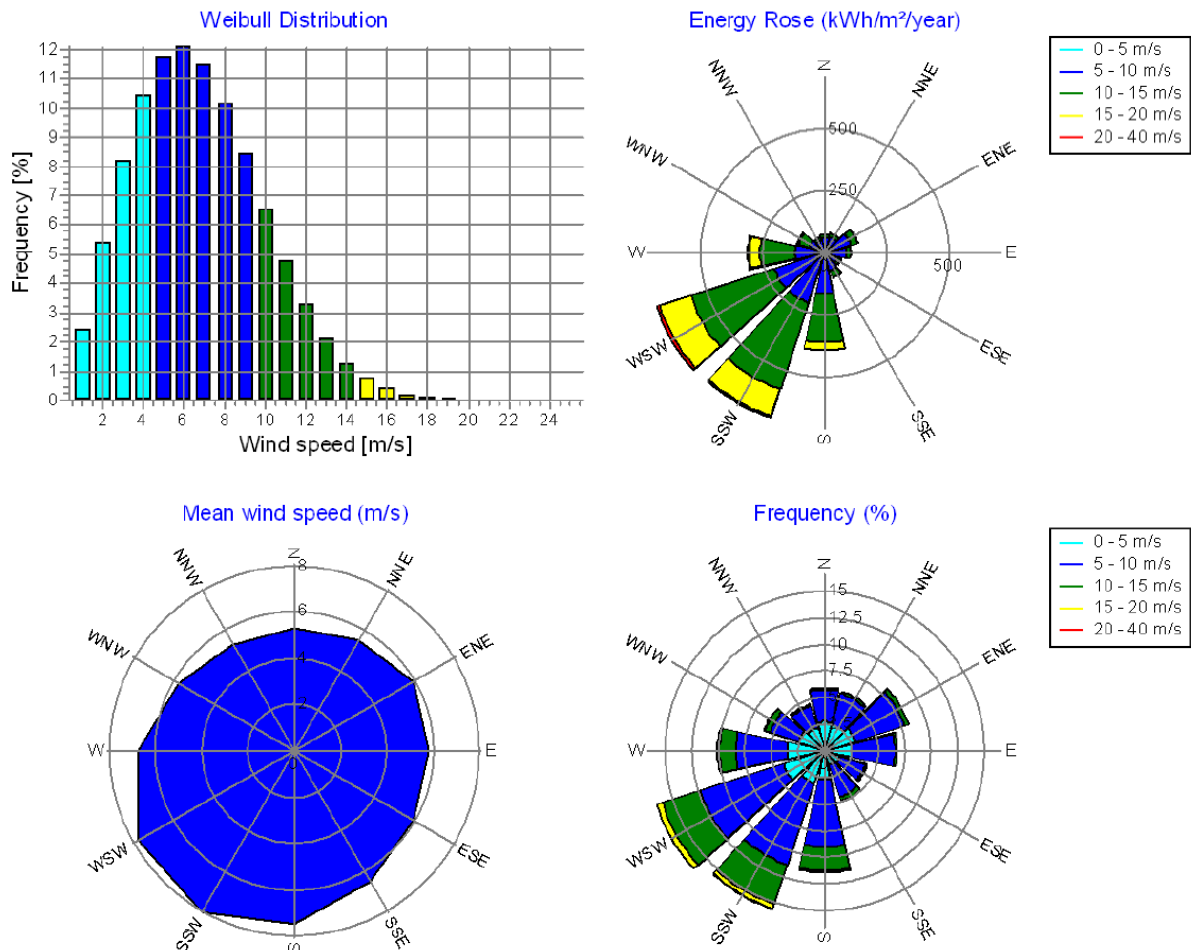 Weibull Distribution
Frequency [%]
12
11
10
9
8
7
6
5
4
3
2
1
0
2 4 6 8 10 12 14 16 18 20 22 24
Wind speed [m/s]
Energy Rose (kWh/m²/year)
N
NNE
ENE
E
ESE
SSE
S
SSW
WSW
W
WNW
NNW
500
250
500
0 - 5 m/s
5 - 10 m/s
10 - 15 m/s
15 - 20 m/s
20 - 40 m/s
Mean wind speed (m/s)
N
NNE
ENE
E
ESE
SSE
S
SSW
WSW
W
WNW
NNW
8
6
4
Frequency (%)
N
NNE
ENE
E
ESE
SSE
S
SSW
WSW
W
WNW
NNW
15
12.5
10
7.5
0 - 5 m/s
5 - 10 m/s
10 - 15 m/s
15 - 20 m/s
20 - 40 m/s